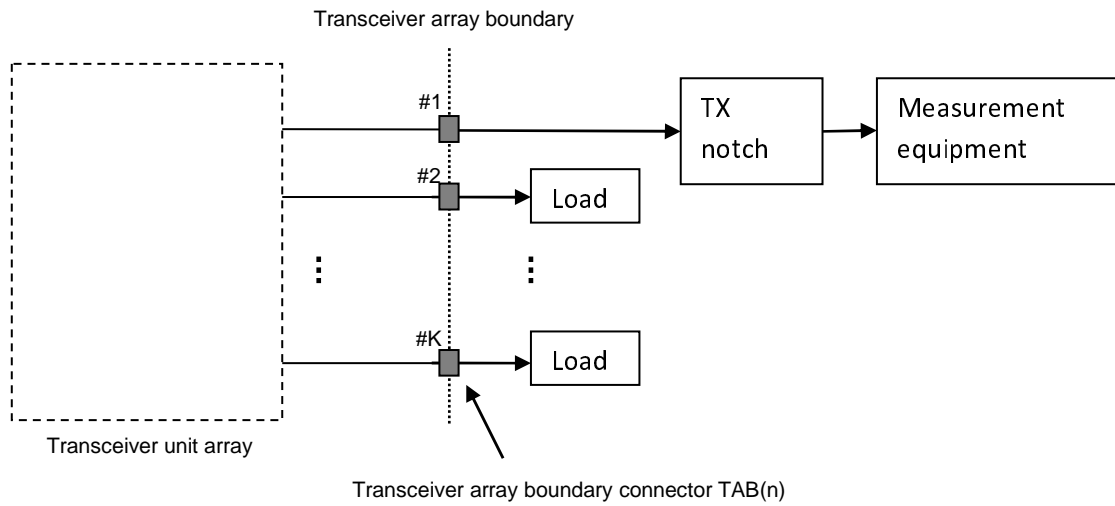 Transceiver array boundary
#1
TX
notch
Measurement
equipment
#2
Load
#K
Load
Transceiver unit array
Transceiver array boundary connector TAB(n)